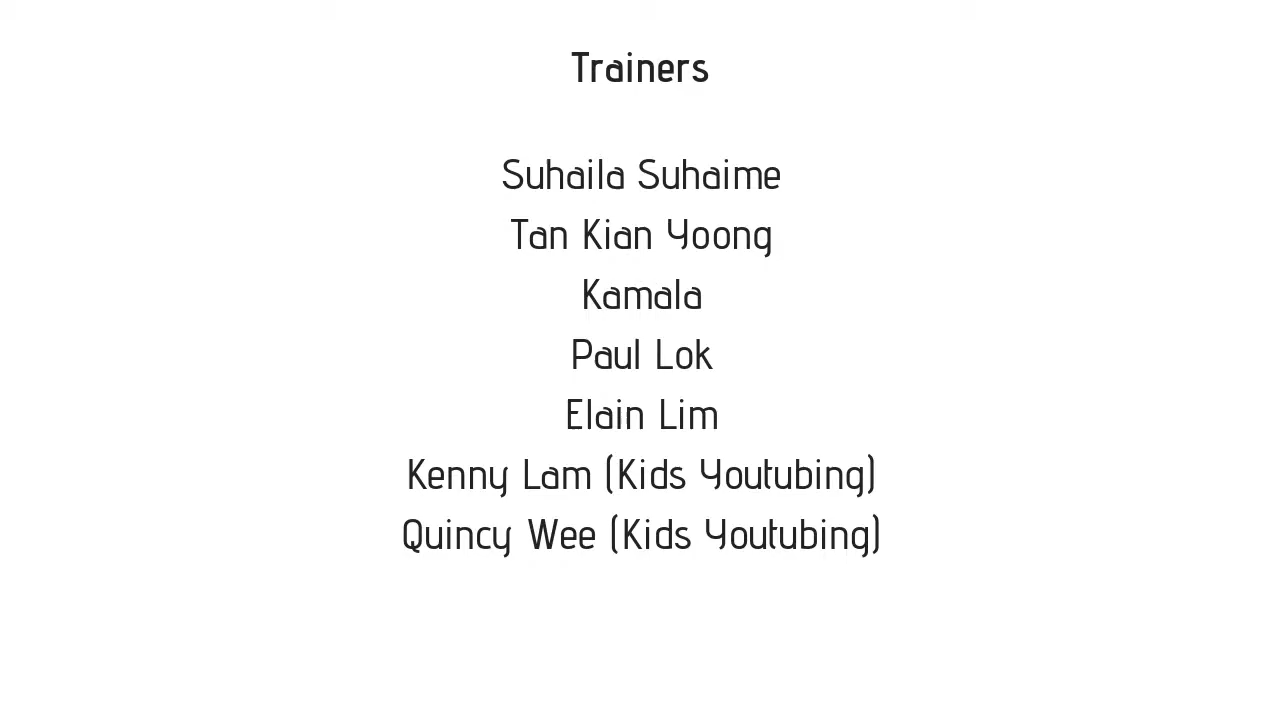 Trainers
Suhaila Suhaime
Tan Kian Yoong
Kamala
Paul Lok
Elain Lim
Kenny Lam (Kids Youtubing)
Quincy Wee (Kids Youtubing)